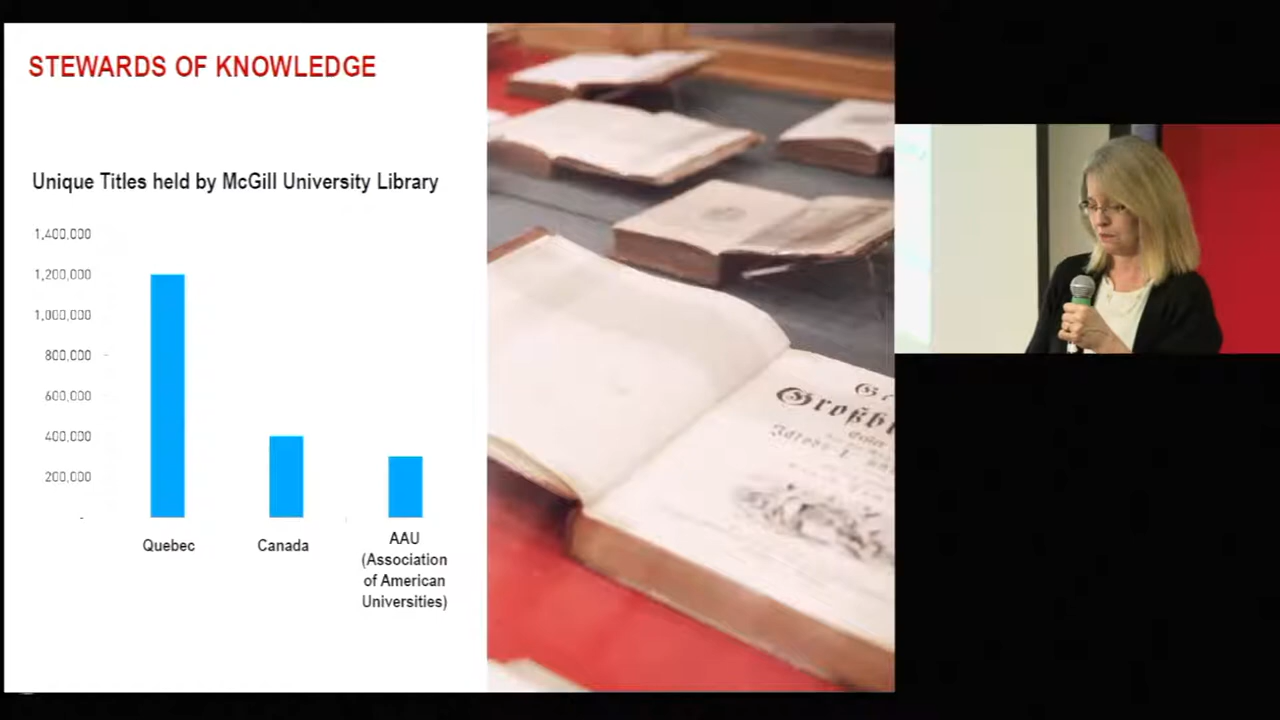 STEWARDS OF KNOWLEDGE
Unique Titles held by McGill University Library
1,400,000
1,200,000
1,000,000
800,000
600,000
400,000
200,000
-
Quebec
Canada
AAU
(Association
of American
Universities)